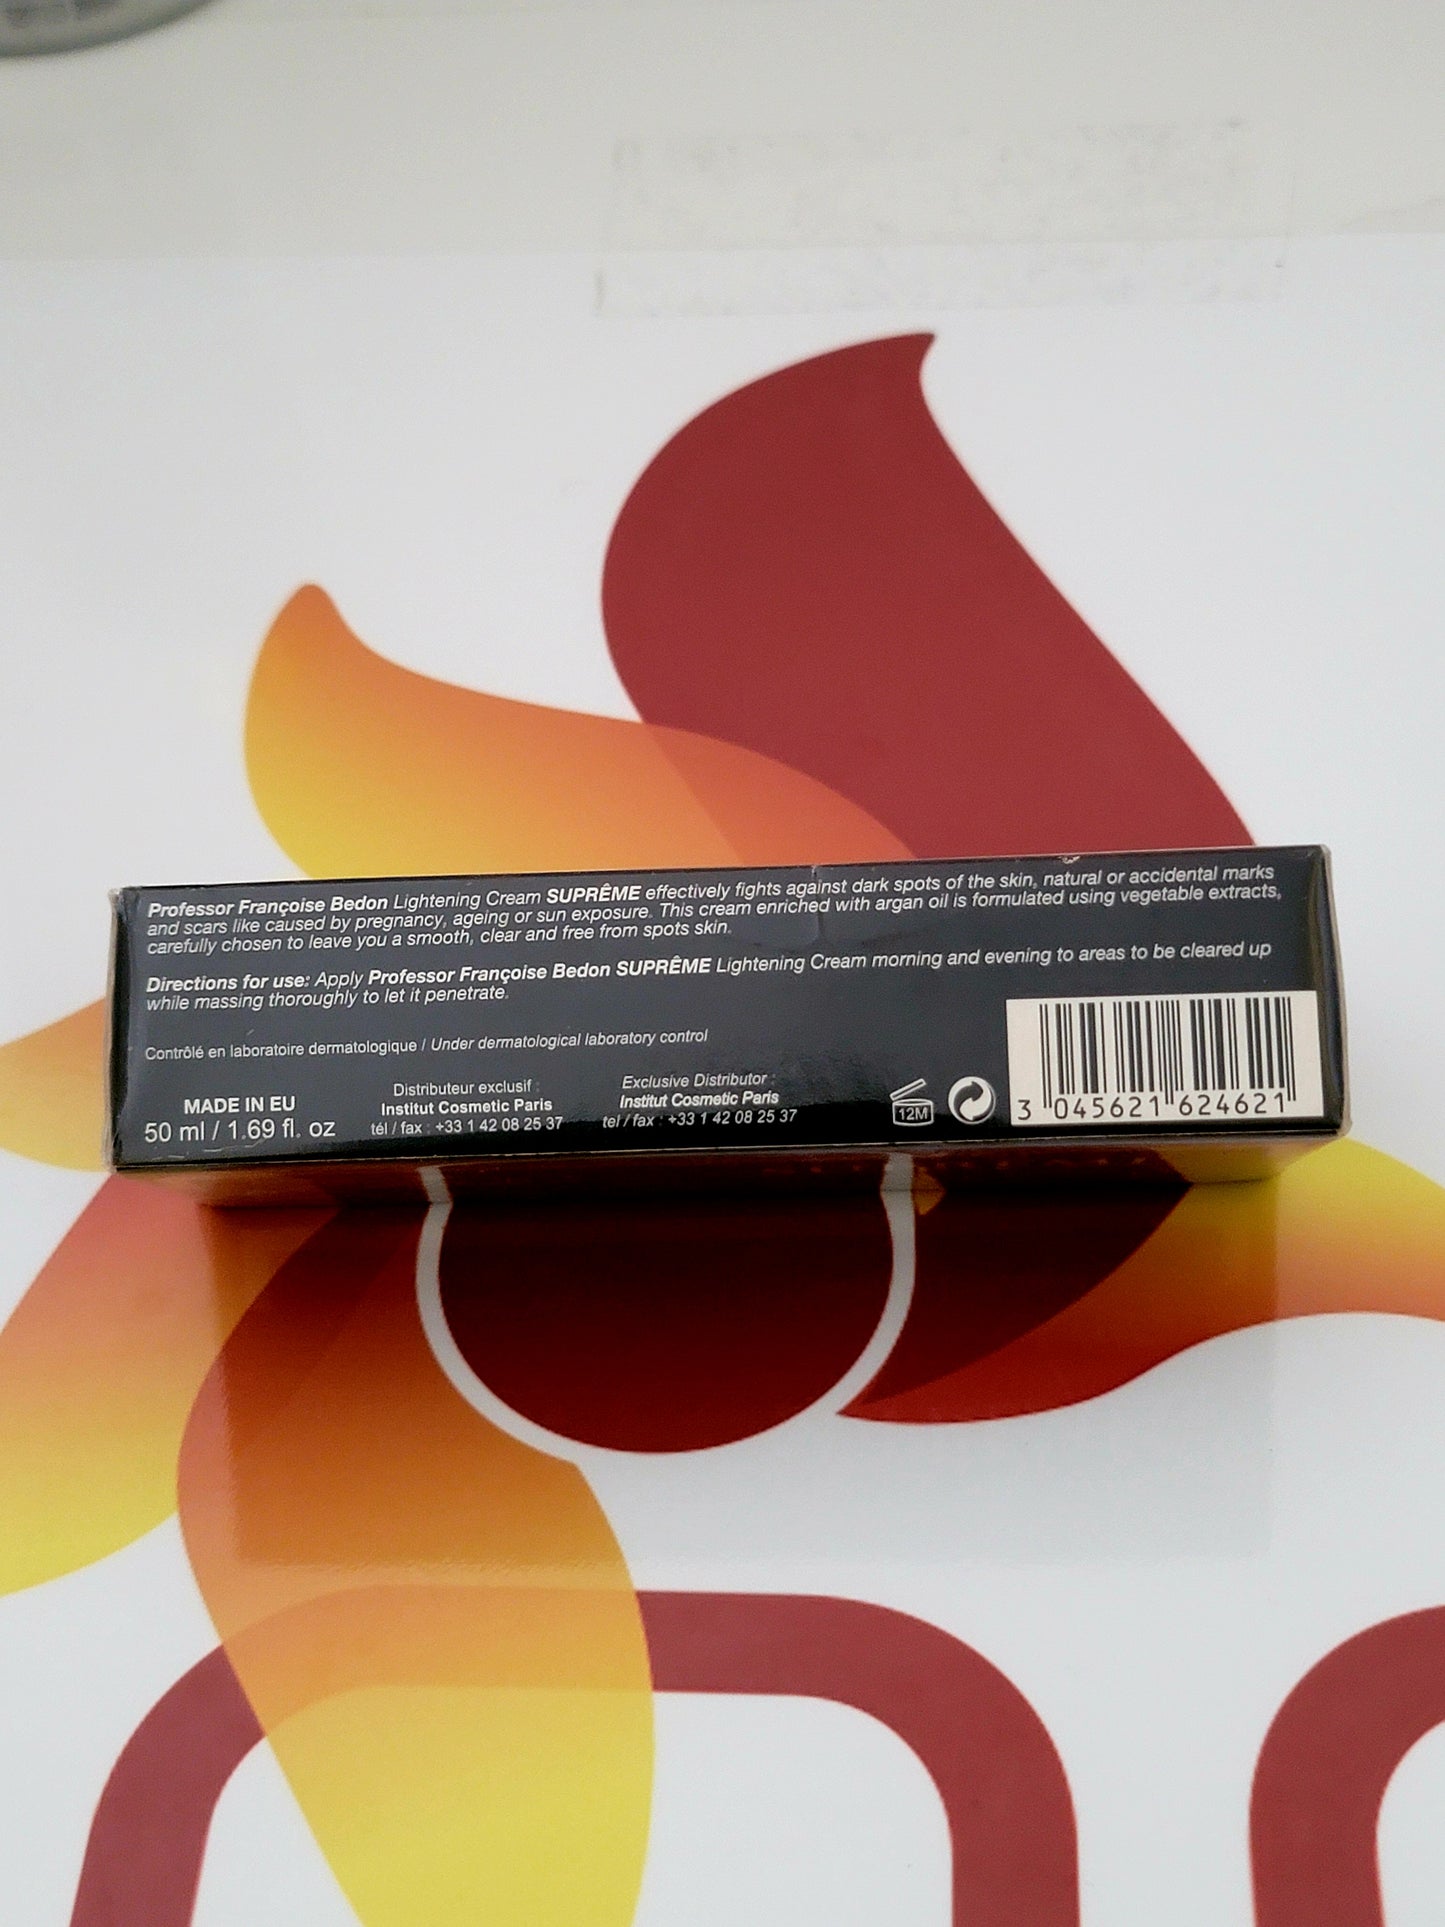 Professor Françoise Bedon Lightening Cream SUPRÊME effectively fights against dark spots of the skin, natural or accidental marks
and scars like caused by pregnancy, ageing or sun exposure. This cream enriched with argan oil is formulated using vegetable extracts,
carefully chosen to leave you a smooth, clear and free from spots skin.
Directions for use: Apply Professor Françoise Bedon SUPRÊME Lightening Cream morning and evening to areas to be cleared up
while massing thoroughly to let it penetrate.
Contrôlé en laboratoire dermatologique / Under dermatological laboratory control
MADE IN EU
50 ml / 1.69 fl. oz
Distributeur exclusif :
Institut Cosmetic Paris
tél / fax : +33 1 42 08 25 37
Exclusive Distributor :
Institut Cosmetic Paris
tel / fax : +33 1 42 08 25 37
12M
3 045621 624621